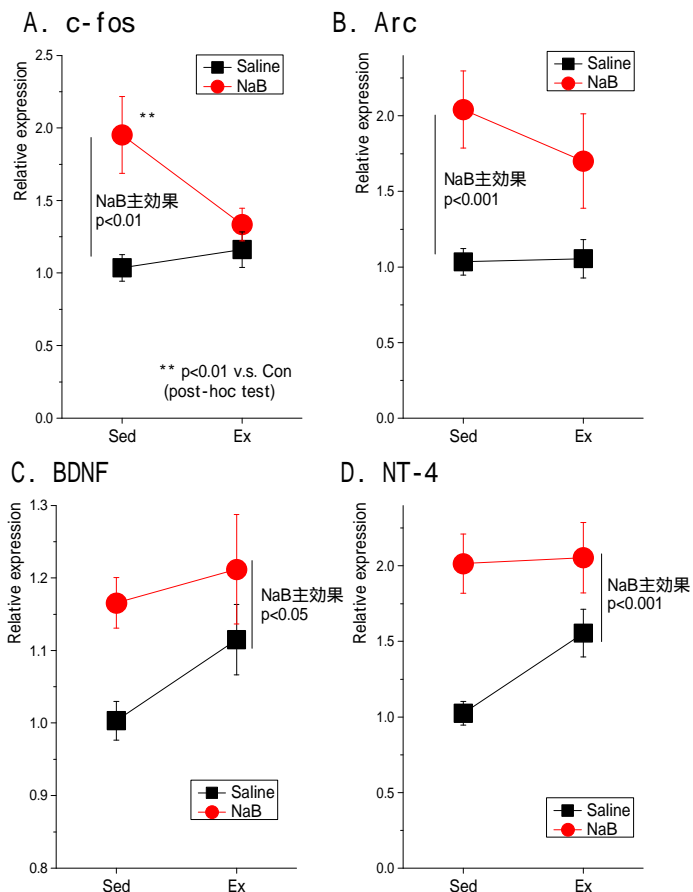 A. c-fos
Relative expression
2.5
2.0
1.5
1.0
0.5
0.0
Saline
NaB
**
NaB主効果
p<0.01
** p<0.01 v.s. Con
(post-hoc test)
Sed
Ex
B. Arc
Relative expression
2.0
1.5
1.0
0.5
0.0
Saline
NaB
NaB主効果
p<0.001
Sed
Ex
C. BDNF
Relative expression
1.3
1.2
1.1
1.0
0.9
0.8
NaB主効果
p<0.05
Saline
NaB
Sed
Ex
D. NT-4
Relative expression
2.0
1.5
1.0
0.5
0.0
NaB主効果
p<0.001
Saline
NaB
Sed
Ex